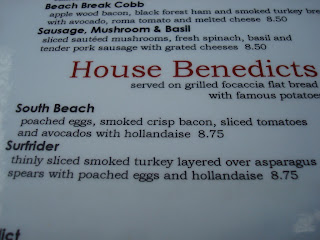 Beach Break Cobb
apple wood bacon, black forest ham and smoked turkey bre
with avocado, roma tomato and melted cheese 8.50
Sausage, Mushroom & Basil
sliced sautéed mushrooms, fresh spinach, basil and
tender pork sausage with grated cheeses 8.50
House Benedicts
served on grilled focaccia flat bread
with famous potatoe
South Beach
poached eggs, smoked crisp bacon, sliced tomatoes
and avocados with hollandaise 8.75
Surfrider
thinly sliced smoked turkey layered over asparagus
spears with poached eggs and hollandaise 8.75
dict